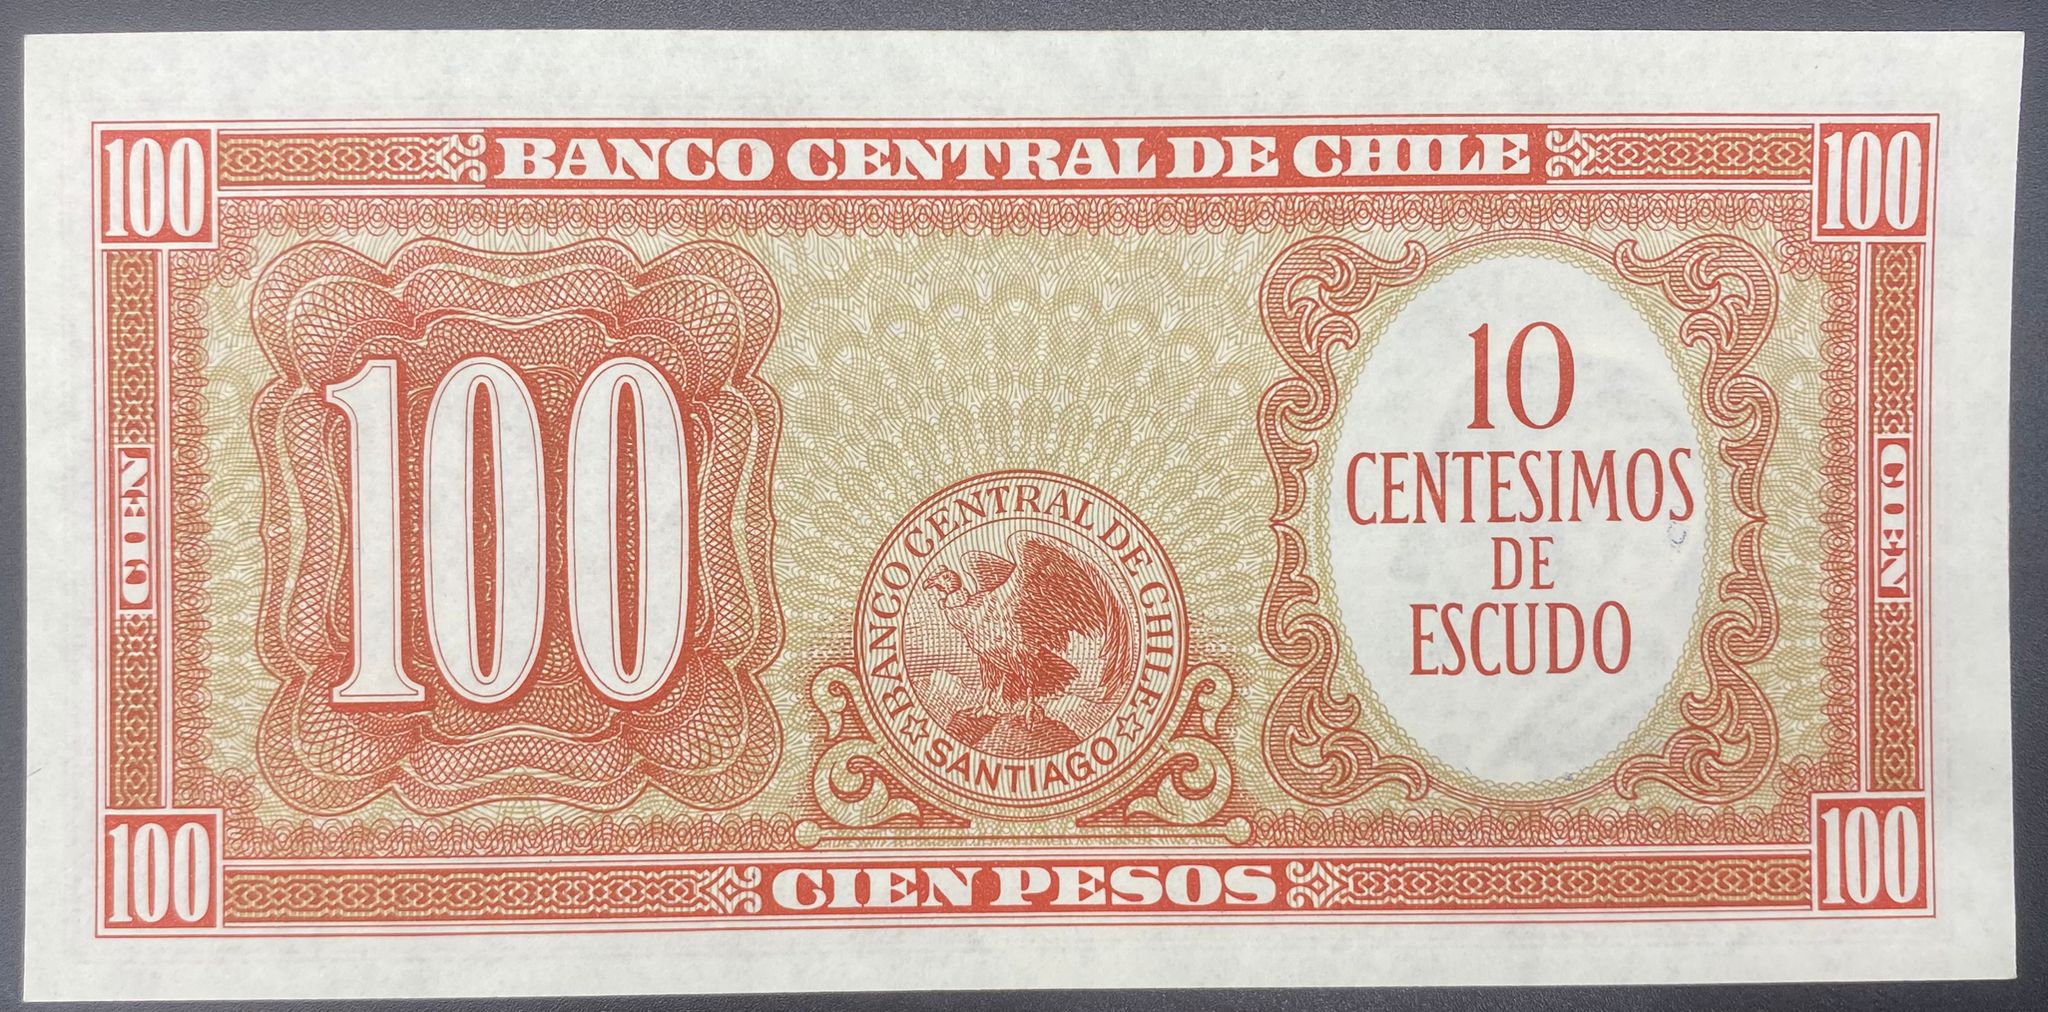 100 BANCO CENTRAL DE CHILE 100
100
10
CENTESIMOS
DE
ESCUDO
CIEN
CIEN
BANCO CENTRAL DE CHILE
SANTIAGO
100 CIEN PESOS 100